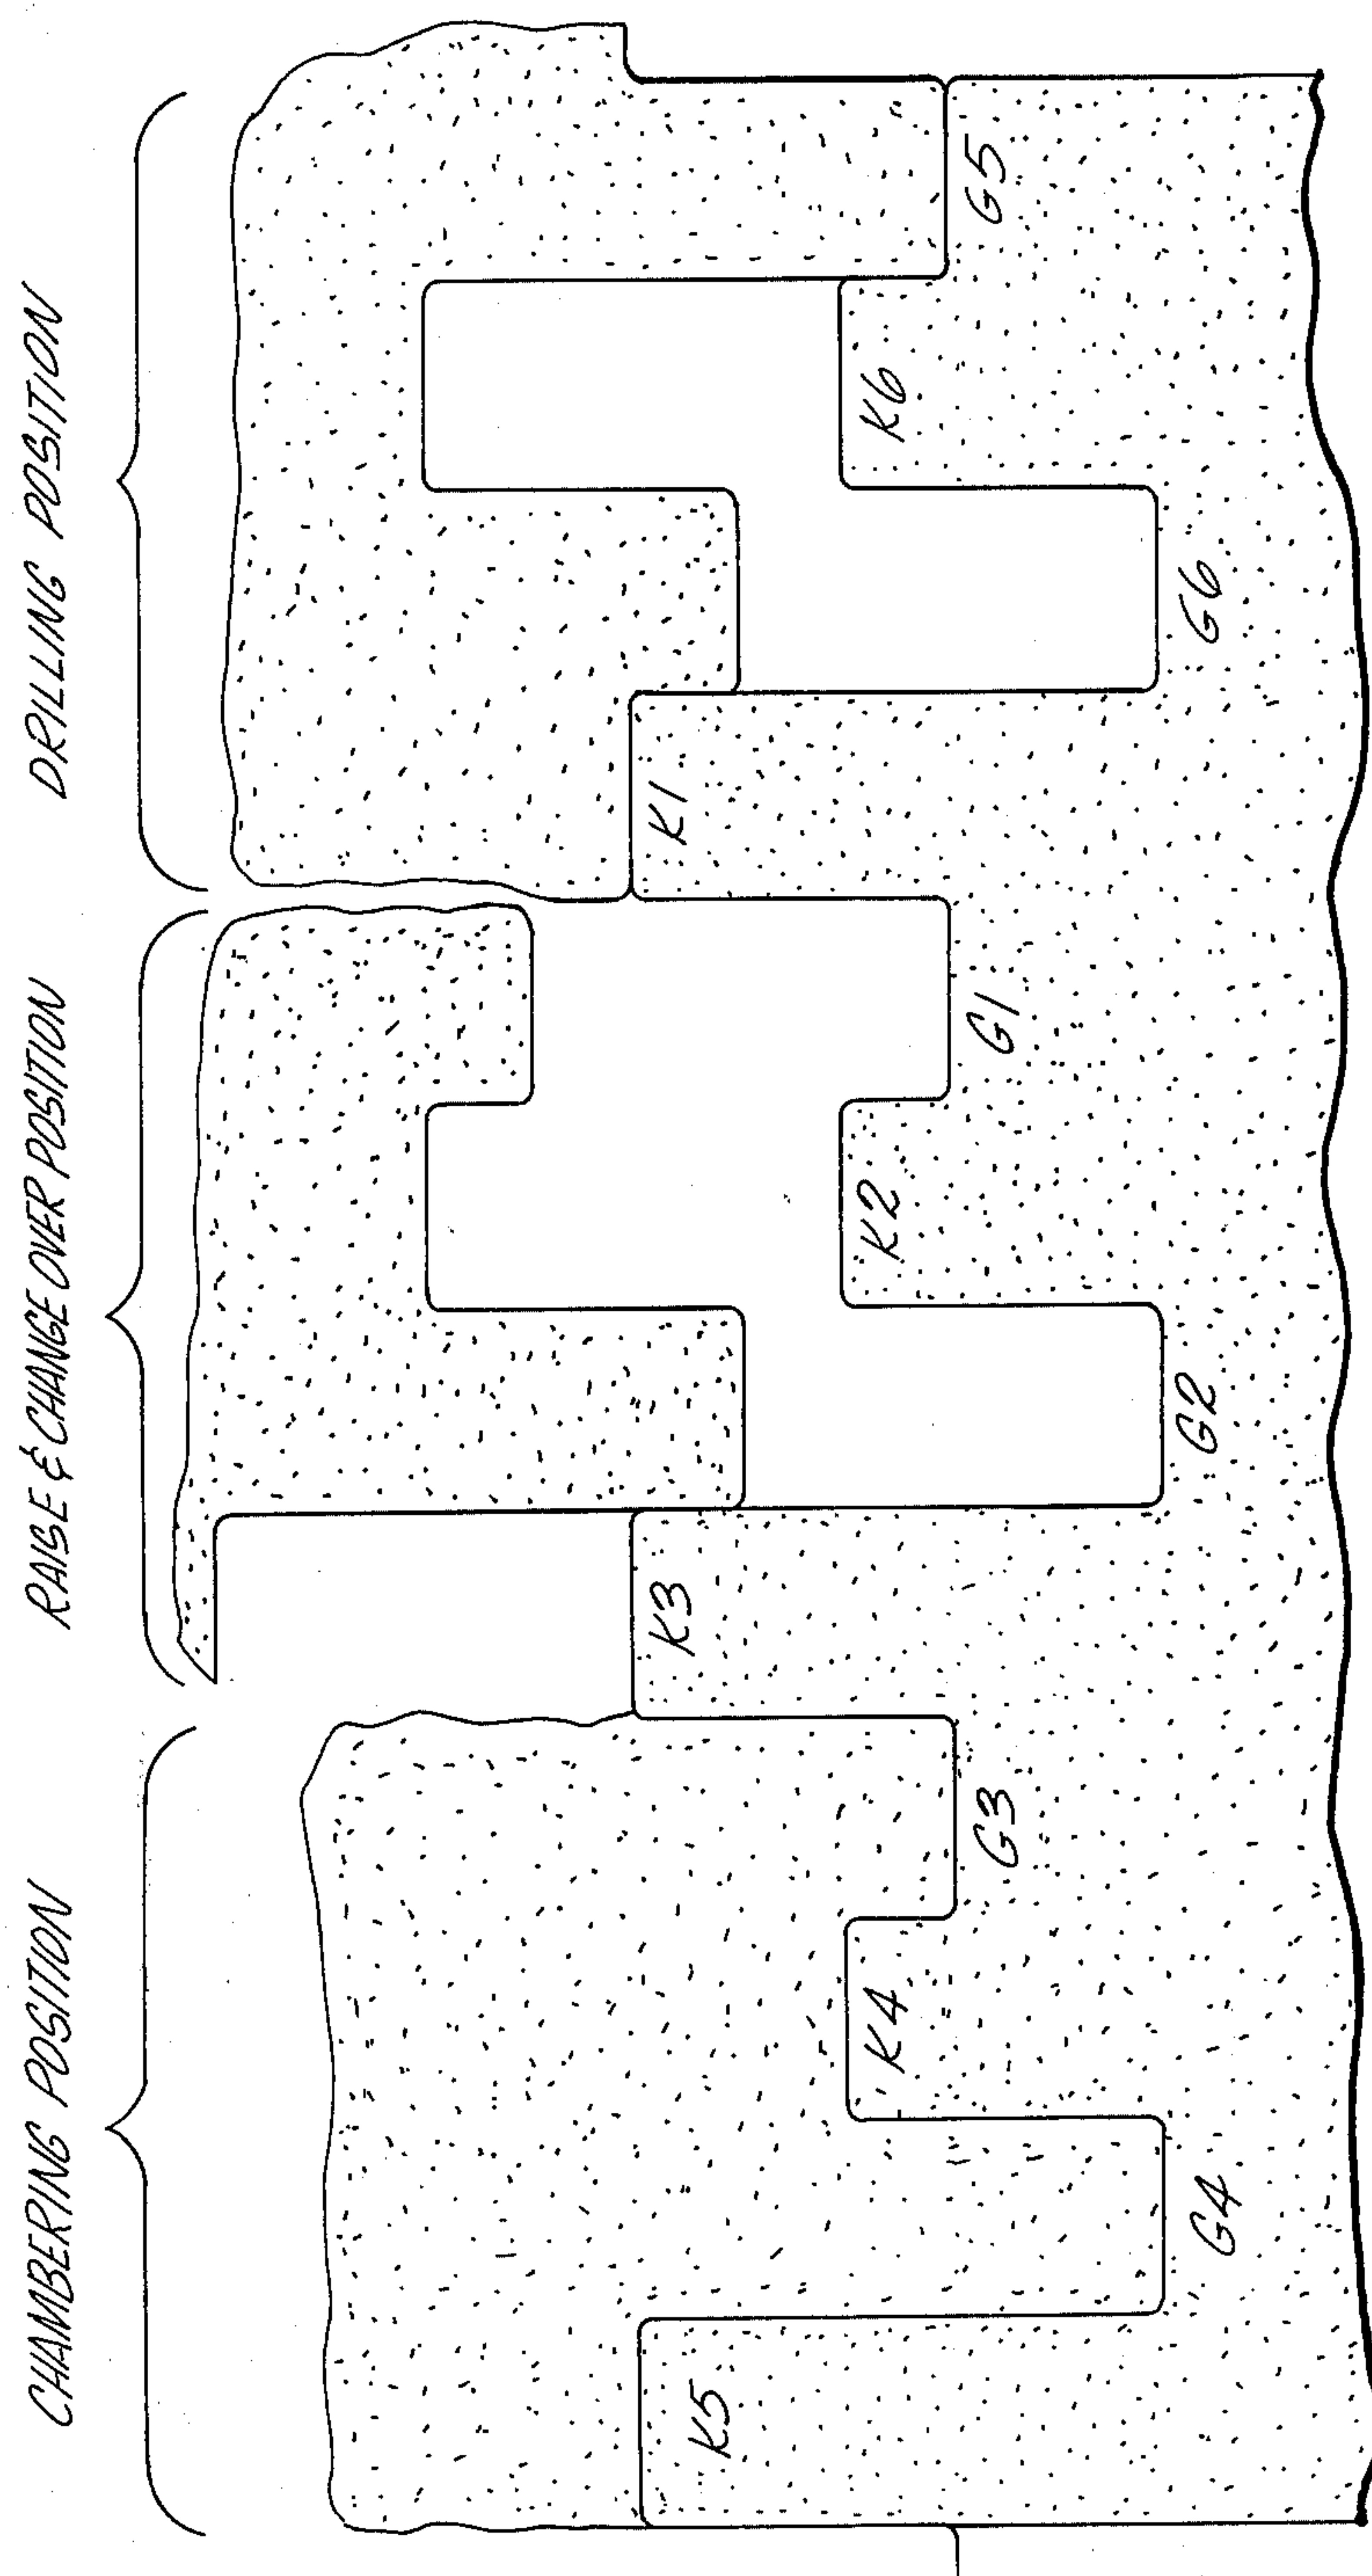 CHAMBERING POSITION
RAISE & CHANGE OVER POSITION
DRILLING POSITION
K5
G4
K4
G3
K3
G2
K2
G1
K1
G6
K6
G5